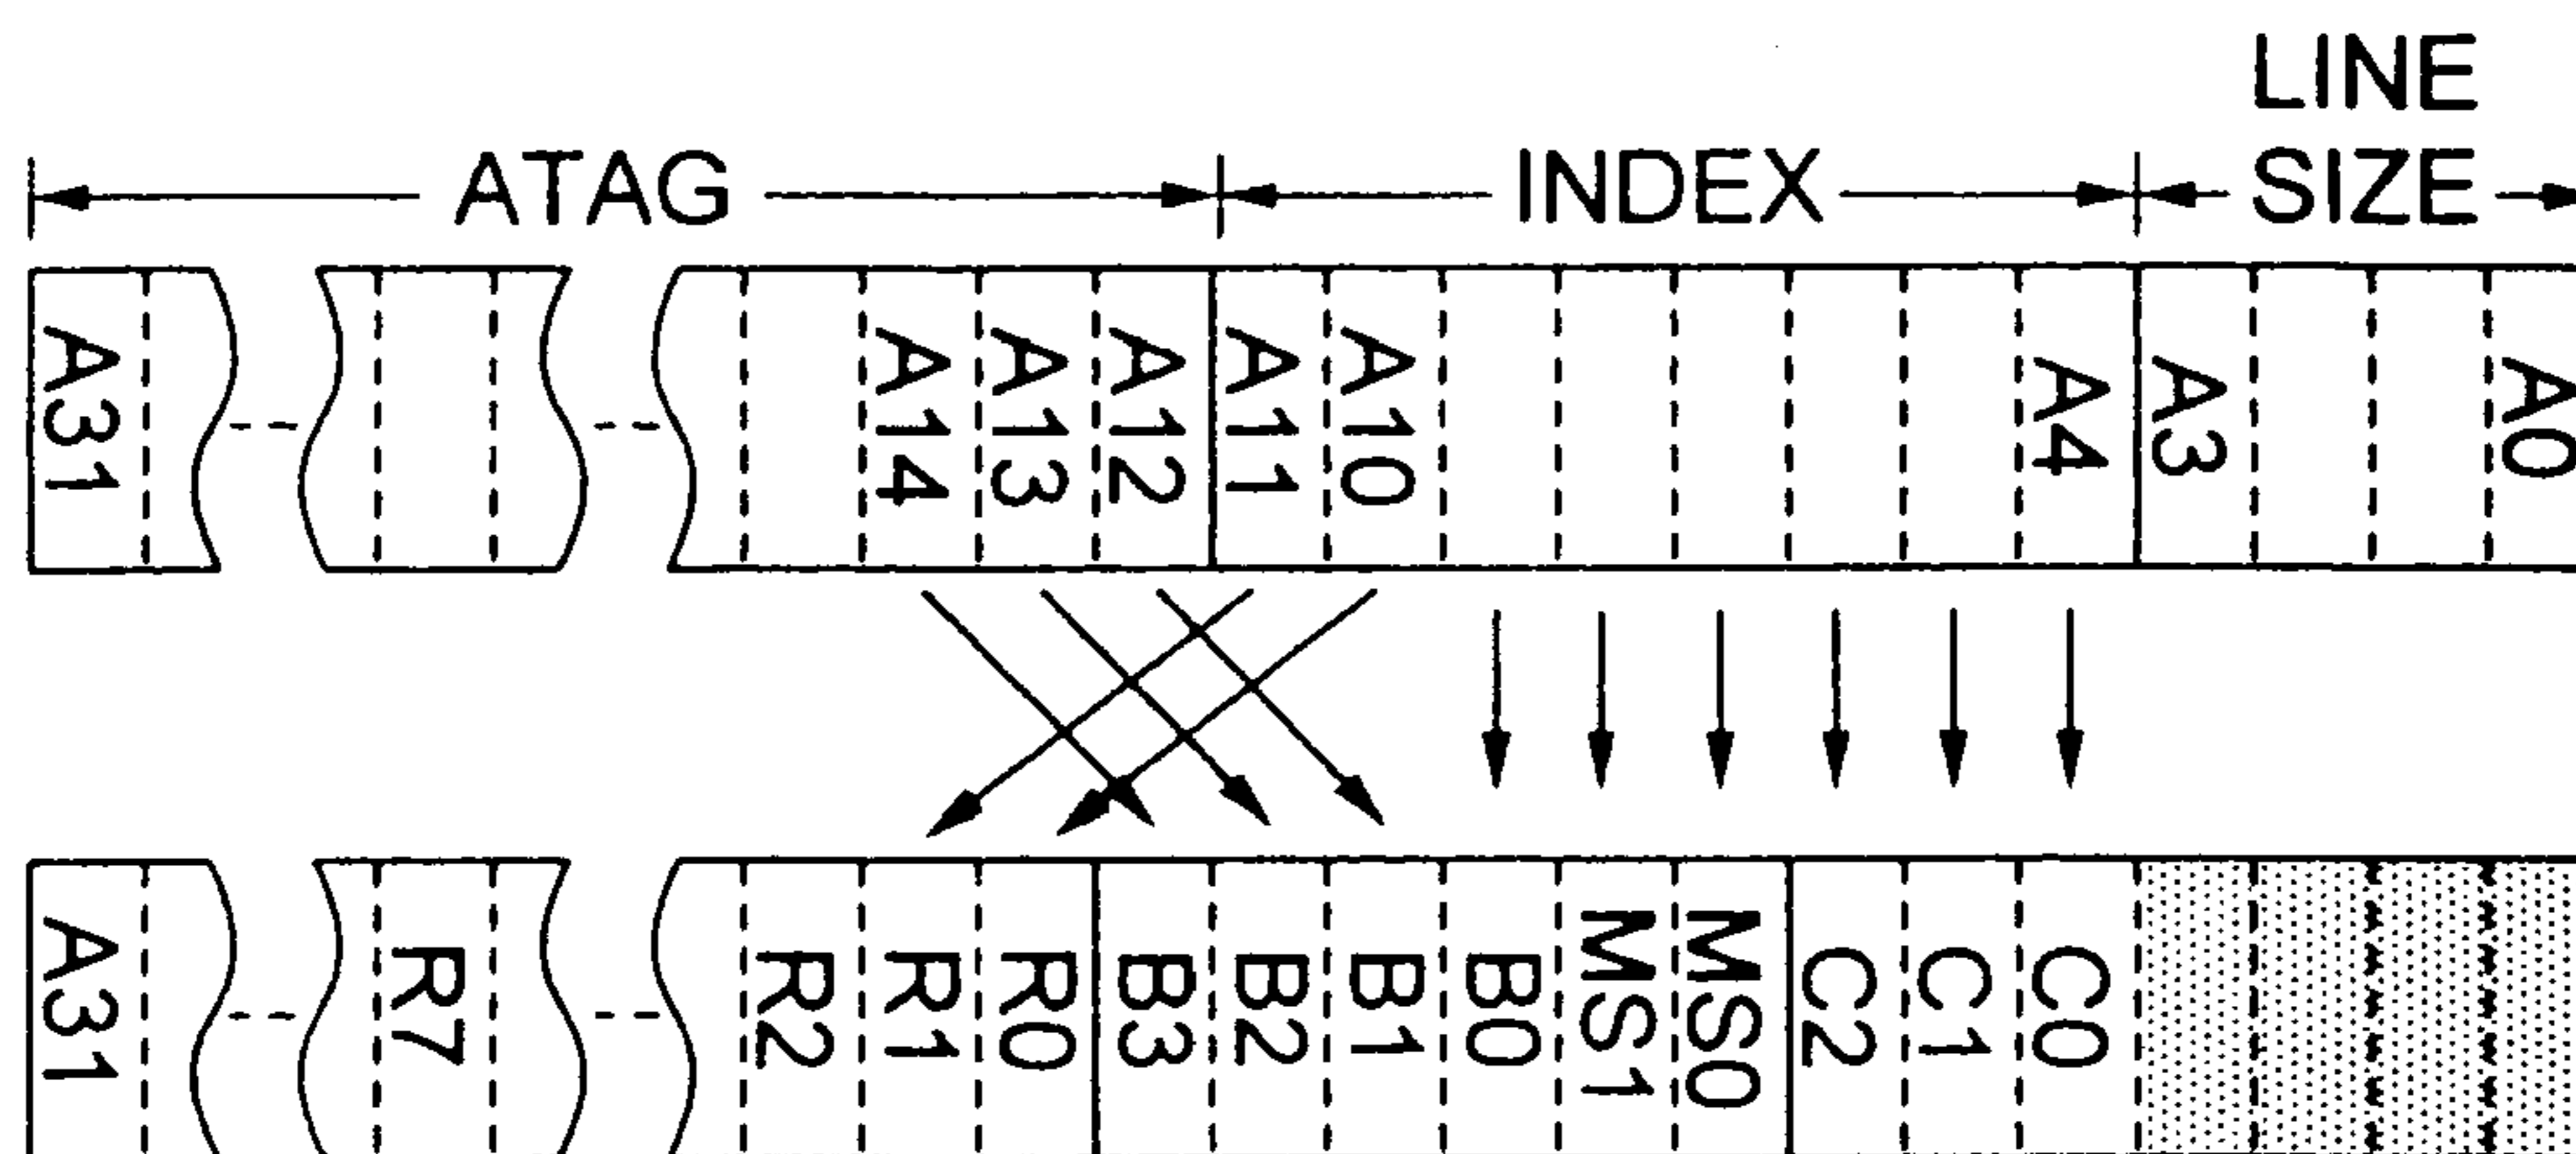 LINE
ATAG INDEX SIZE
A31 A14 A13 A12 A11 A10 A4 A3 A0
A31 R7 R2 R1 R0 B3 B2 B1 B0 MS1 MS0 C2 C1 C0